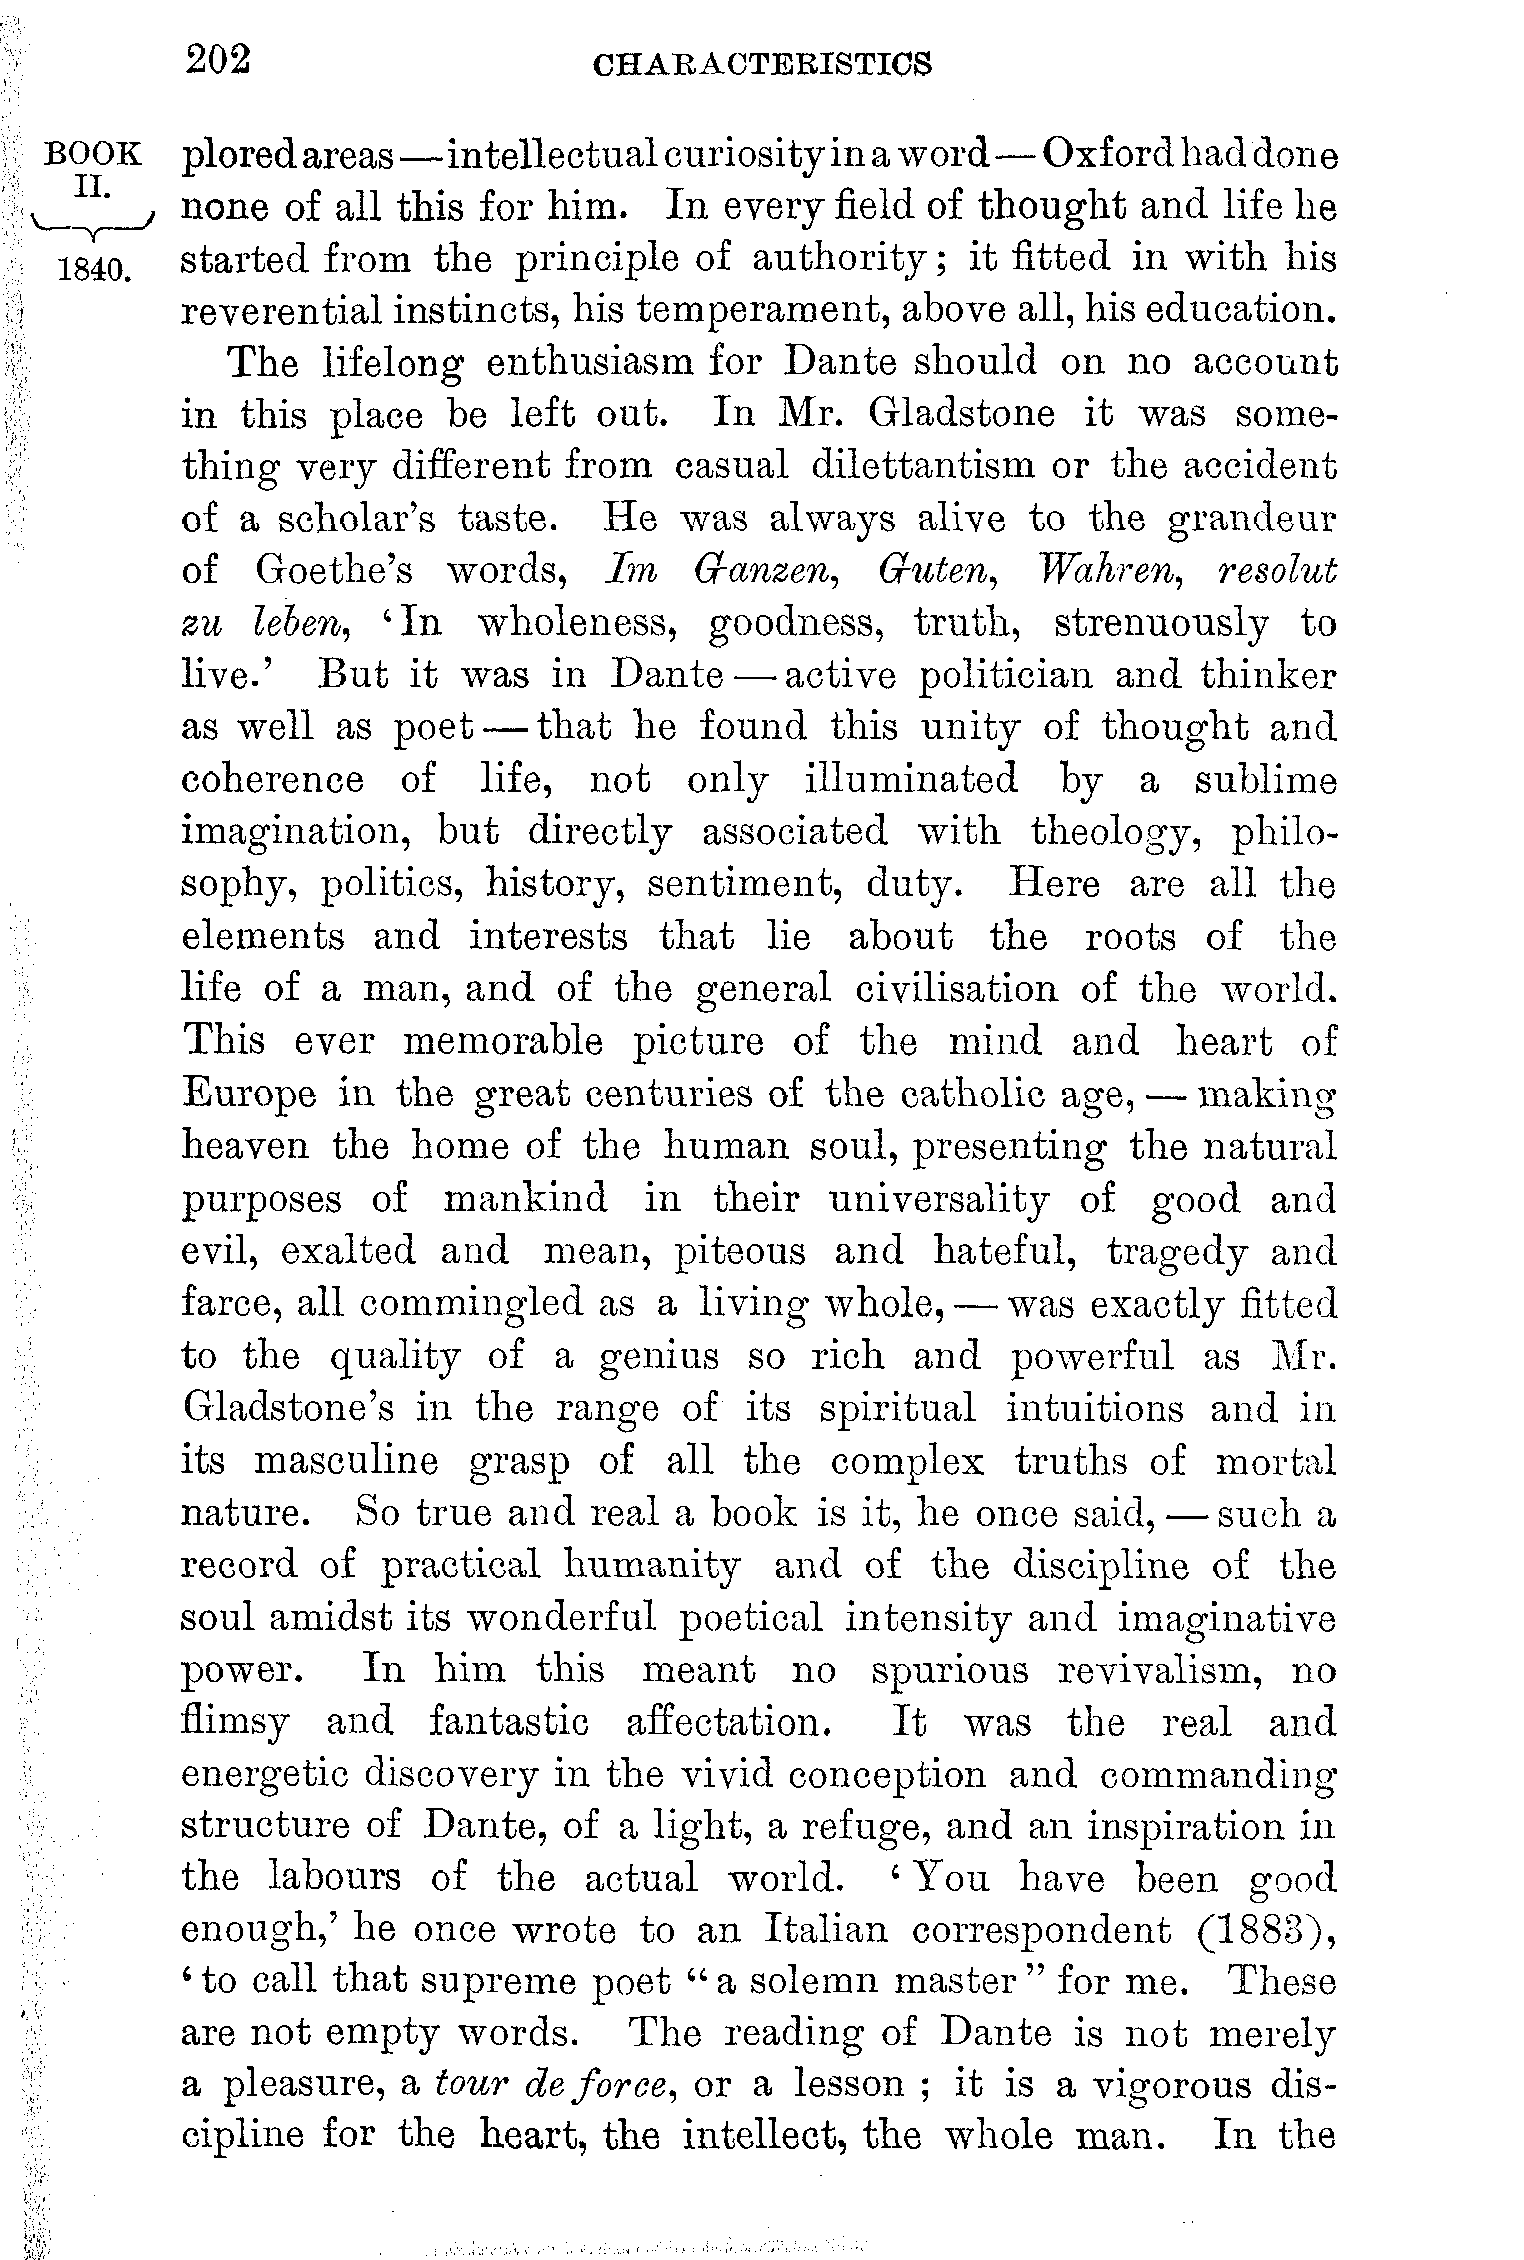 202
CHARACTERISTICS
BOOK
II.
1840.
plored areas—intellectual curiosity in a word—Oxford had done
none of all this for him. In every field of thought and life he
started from the principle of authority; it fitted in with his
reverential instincts, his temperament, above all, his education.
The lifelong enthusiasm for Dante should on no account
in this place be left out. In Mr. Gladstone it was some-
thing very different from casual dilettantism or the accident
of a scholar's taste. He was always alive to the grandeur
of Goethe's words, Im Ganzen, Guten, Wahren, resolut
zu leben, 'In wholeness, goodness, truth, strenuously to
live.' But it was in Dante—active politician and thinker
as well as poet—that he found this unity of thought and
coherence of life, not only illuminated by a sublime
imagination, but directly associated with theology, philo-
sophy, politics, history, sentiment, duty. Here are all the
elements and interests that lie about the roots of the
life of a man, and of the general civilisation of the world.
This ever memorable picture of the mind and heart of
Europe in the great centuries of the catholic age,—making
heaven the home of the human soul, presenting the natural
purposes of mankind in their universality of good and
evil, exalted and mean, piteous and hateful, tragedy and
farce, all commingled as a living whole,—was exactly fitted
to the quality of a genius so rich and powerful as Mr.
Gladstone's in the range of its spiritual intuitions and in
its masculine grasp of all the complex truths of mortal
nature. So true and real a book is it, he once said,—such a
record of practical humanity and of the discipline of the
soul amidst its wonderful poetical intensity and imaginative
power. In him this meant no spurious revivalism, no
flimsy and fantastic affectation. It was the real and
energetic discovery in the vivid conception and commanding
structure of Dante, of a light, a refuge, and an inspiration in
the labours of the actual world. 'You have been good
enough,' he once wrote to an Italian correspondent (1883),
'to call that supreme poet "a solemn master" for me. These
are not empty words. The reading of Dante is not merely
a pleasure, a tour de force, or a lesson; it is a vigorous dis-
cipline for the heart, the intellect, the whole man. In the